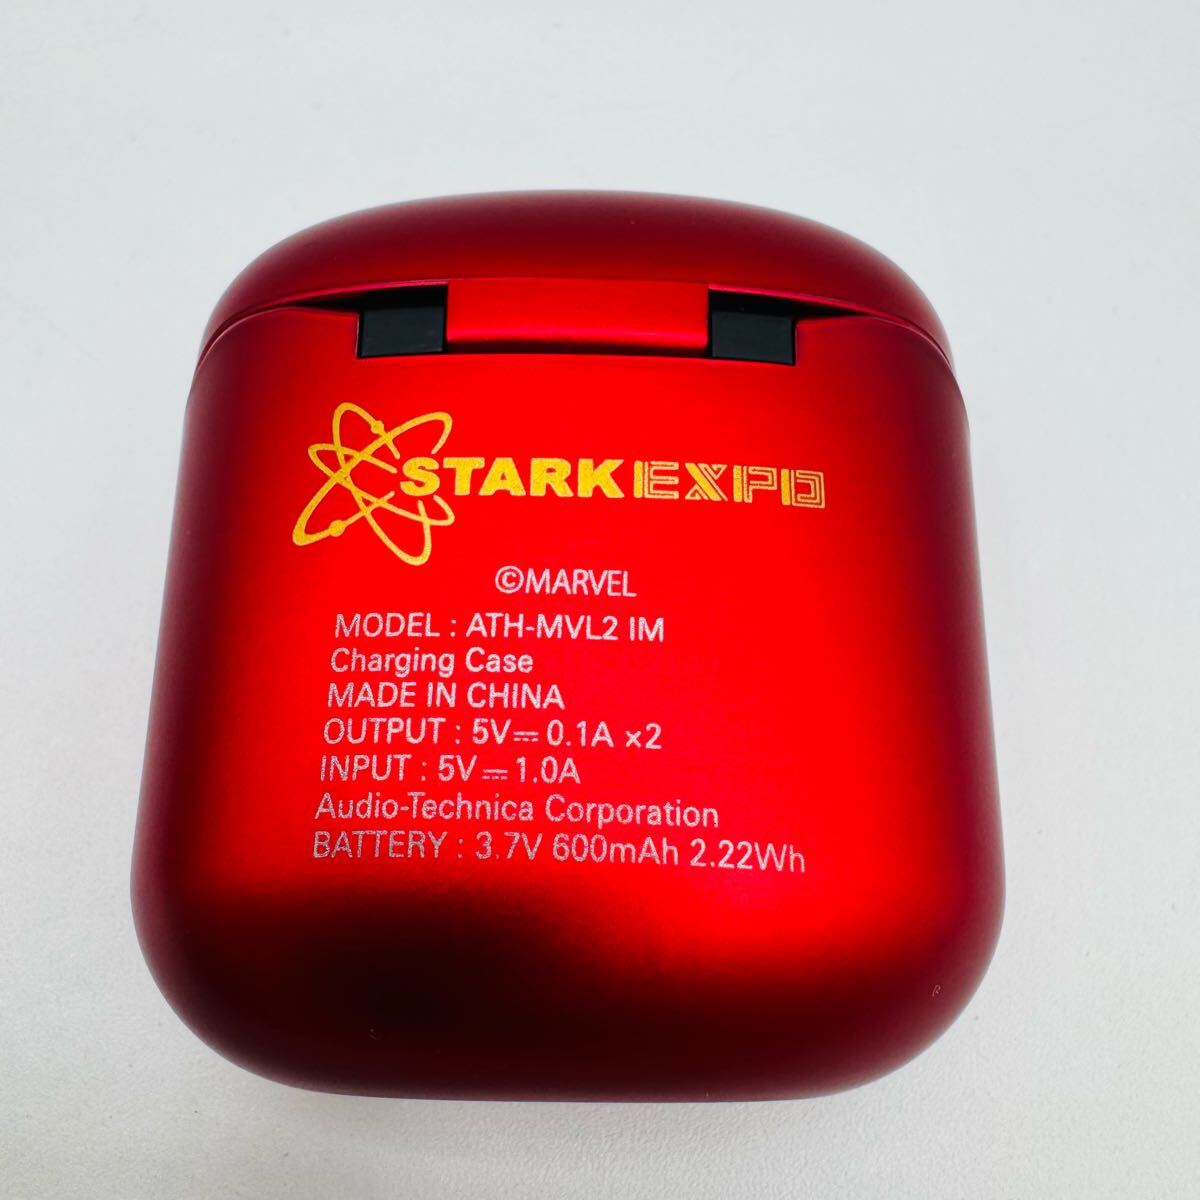 STARK EXPO
©MARVEL
MODEL : ATH-MVL2 IM
Charging Case
MADE IN CHINA
OUTPUT : 5V⎓0.1A ×2
INPUT : 5V⎓1.0A
Audio-Technica Corporation
BATTERY : 3.7V 600mAh 2.22Wh